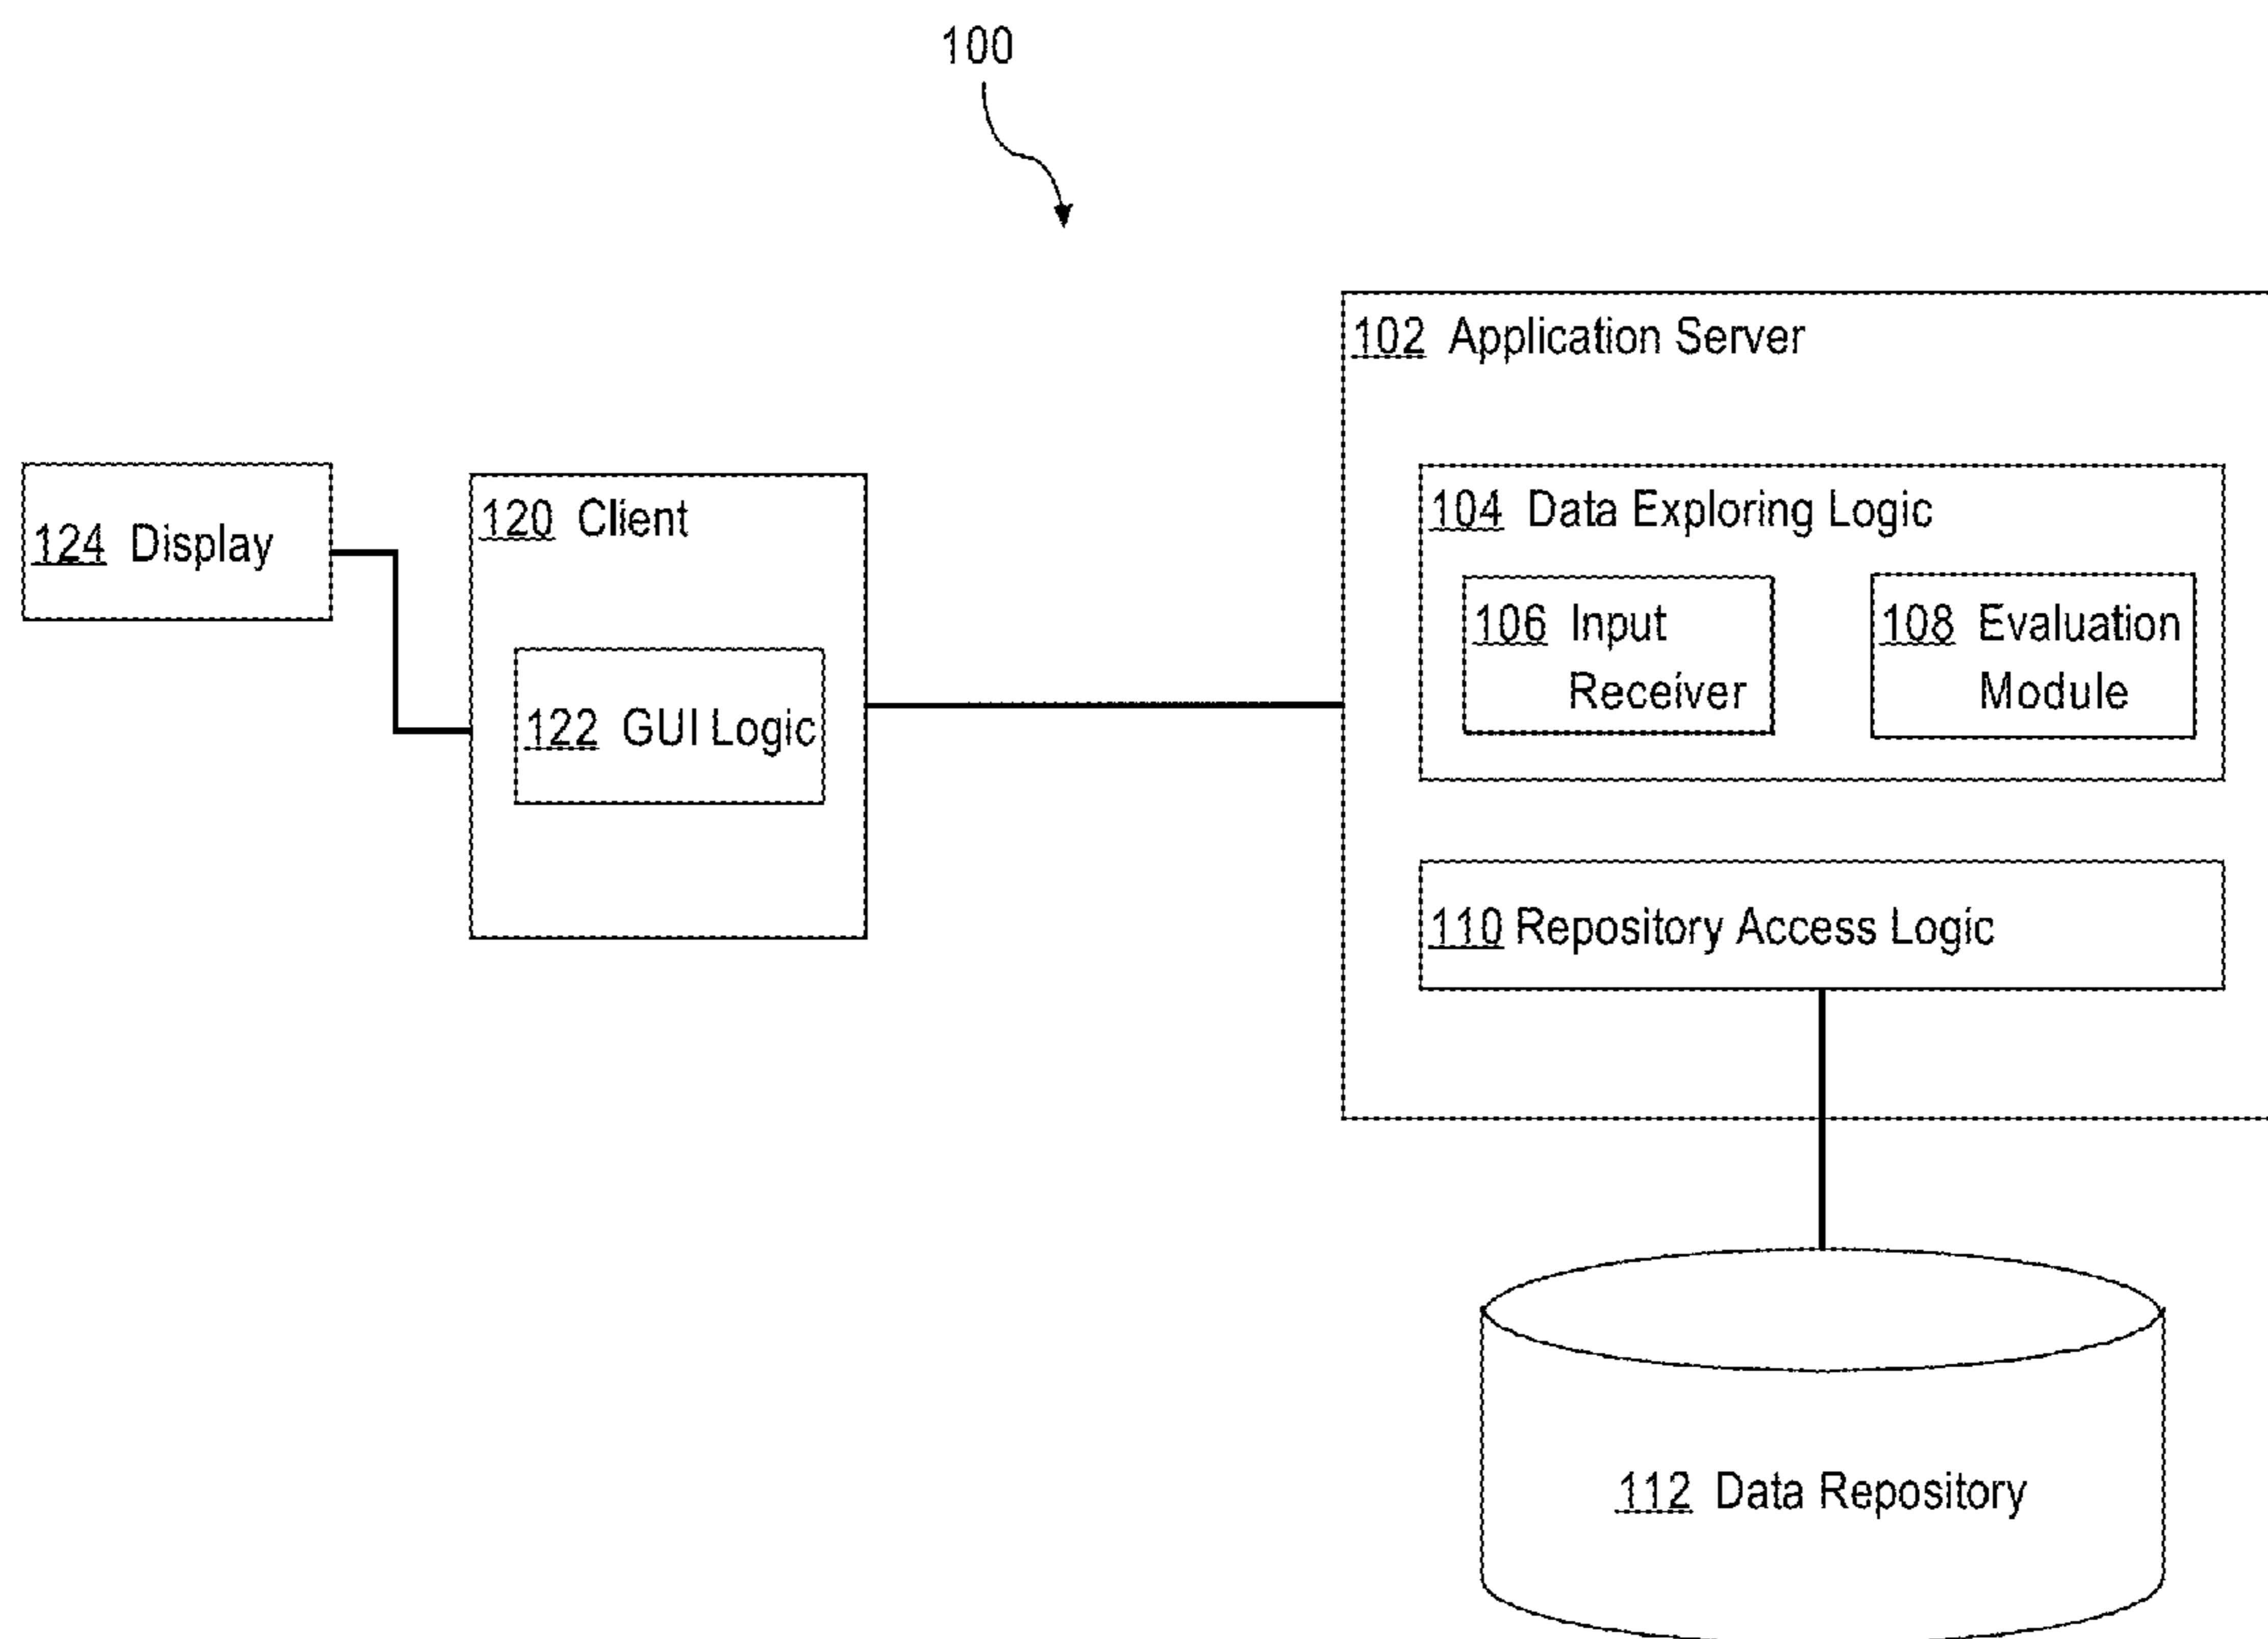 100
102 Application Server
124 Display
120 Client
122 GUI Logic
104 Data Exploring Logic
106 Input
Receiver
108 Evaluation
Module
110 Repository Access Logic
112 Data Repository